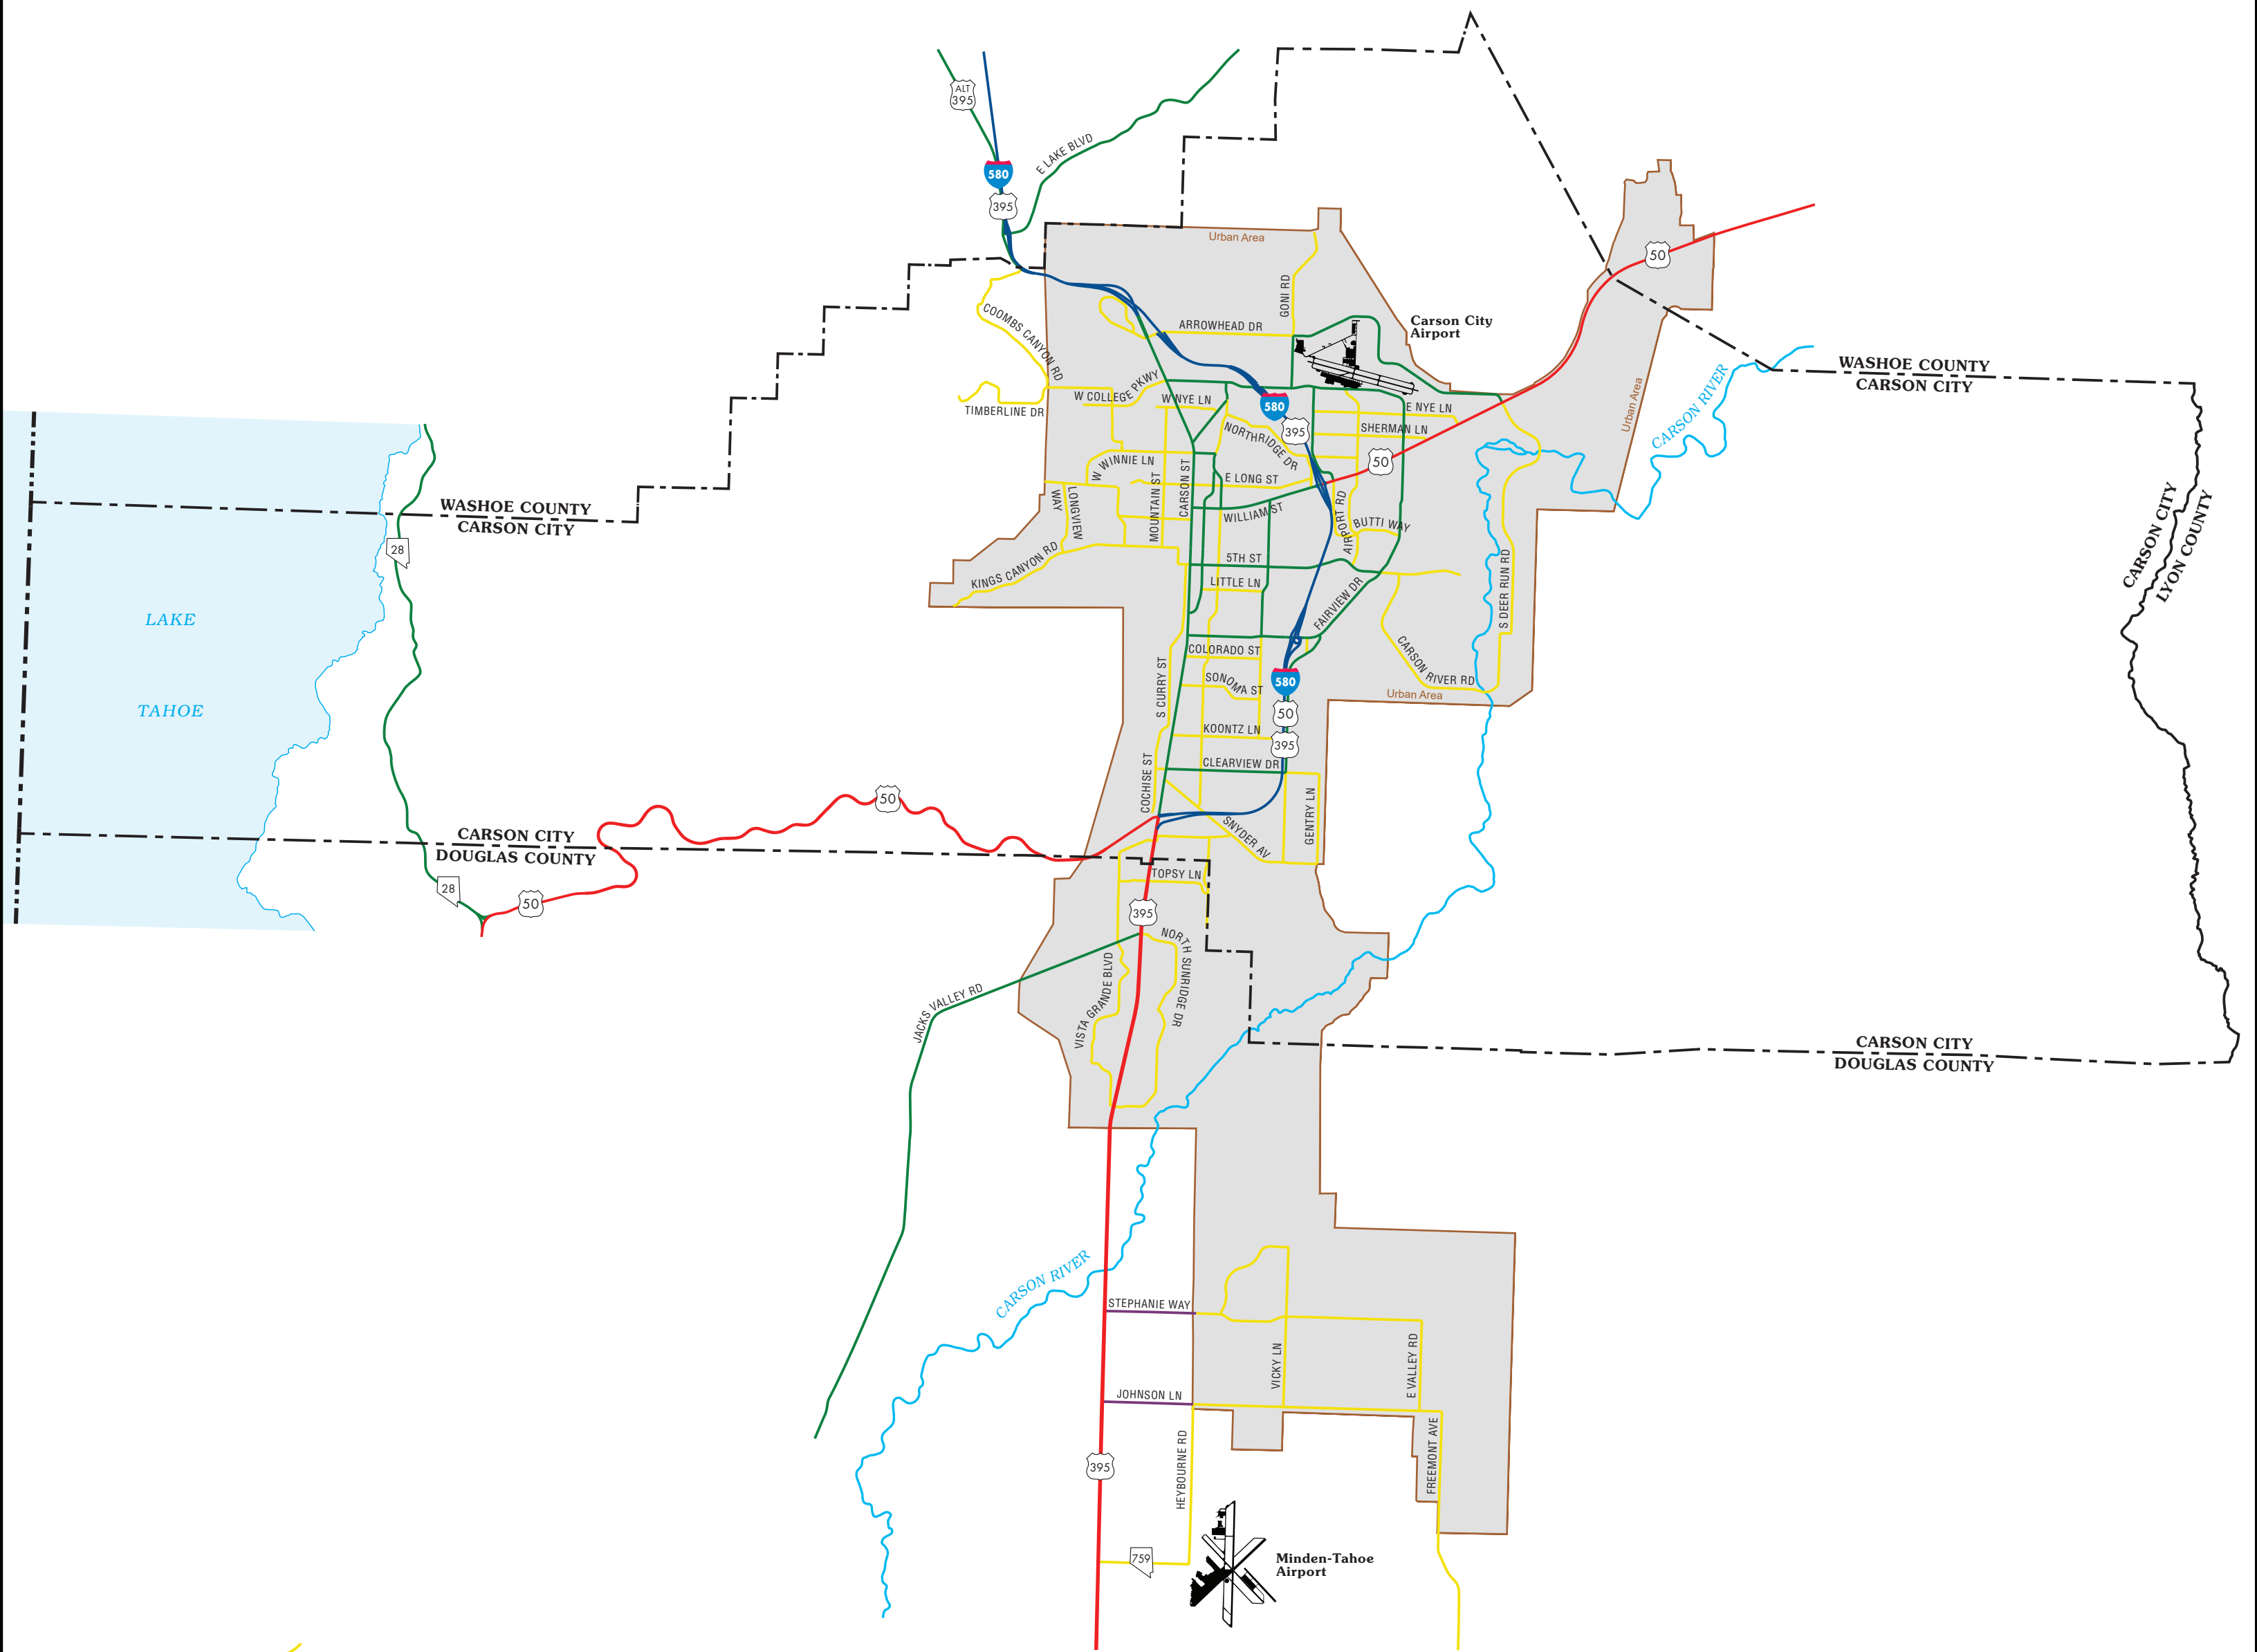 ALT
395
E LAKE BLVD
580
395
Urban Area
50
GONI RD
COOMBS CANYON RD
ARROWHEAD DR
Carson City
Airport
WASHOE COUNTY
CARSON CITY
CARSON RIVER
Urban Area
W COLLEGE PKWY
TIMBERLINE DR
W NYE LN
580
E NYE LN
395
SHERMAN LN
NORTHRIDGE DR
50
W WINNIE LN
E LONG ST
LONGVIEW
WAY
MOUNTAIN ST
CARSON ST
WILLIAM ST
AIRPORT RD
BUTTI WAY
WASHOE COUNTY
CARSON CITY
28
CARSON CITY
LYON COUNTY
KINGS CANYON RD
5TH ST
LITTLE LN
FAIRVIEW DR
S DEER RUN RD
LAKE
TAHOE
COLORADO ST
CARSON RIVER RD
S CURRY ST
SONOMA ST
580
Urban Area
50
KOONTZ LN
395
CLEARVIEW DR
COCHISE ST
50
SNYDER AV
GENTRY LN
CARSON CITY
DOUGLAS COUNTY
TOPSY LN
28
50
395
NORTH SUNRIDGE DR
JACKS VALLEY RD
VISTA GRANDE BLVD
CARSON CITY
DOUGLAS COUNTY
CARSON RIVER
STEPHANIE WAY
VICKY LN
E VALLEY RD
JOHNSON LN
HEYBOURNE RD
FREEMONT AVE
395
759
Minden-Tahoe
Airport